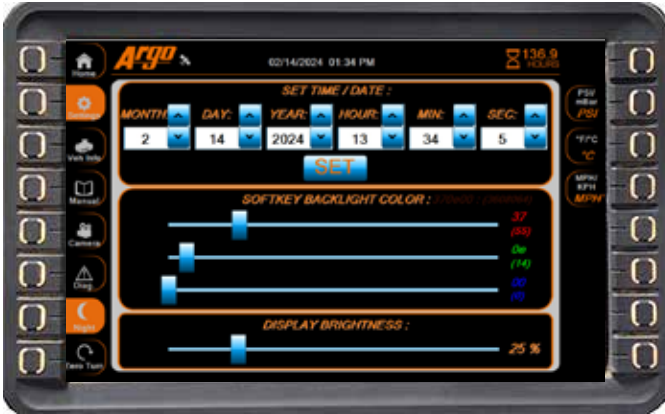 Argo
02/14/2024 01:34 PM
136.9
HOURS
Home
Settings
Veh Info
Manual
Camera
Diag
Night
Zero Turn
SET TIME / DATE :
MONTH: DAY: YEAR: HOUR: MIN: SEC:
2 14 2024 13 34 5
SET
SOFTKEY BACKLIGHT COLOR :
37
(55)
0e
(14)
00
(0)
DISPLAY BRIGHTNESS :
25 %
PSI/
mBar
PSI
°F/°C
°C
MPH/
KPH
MPH